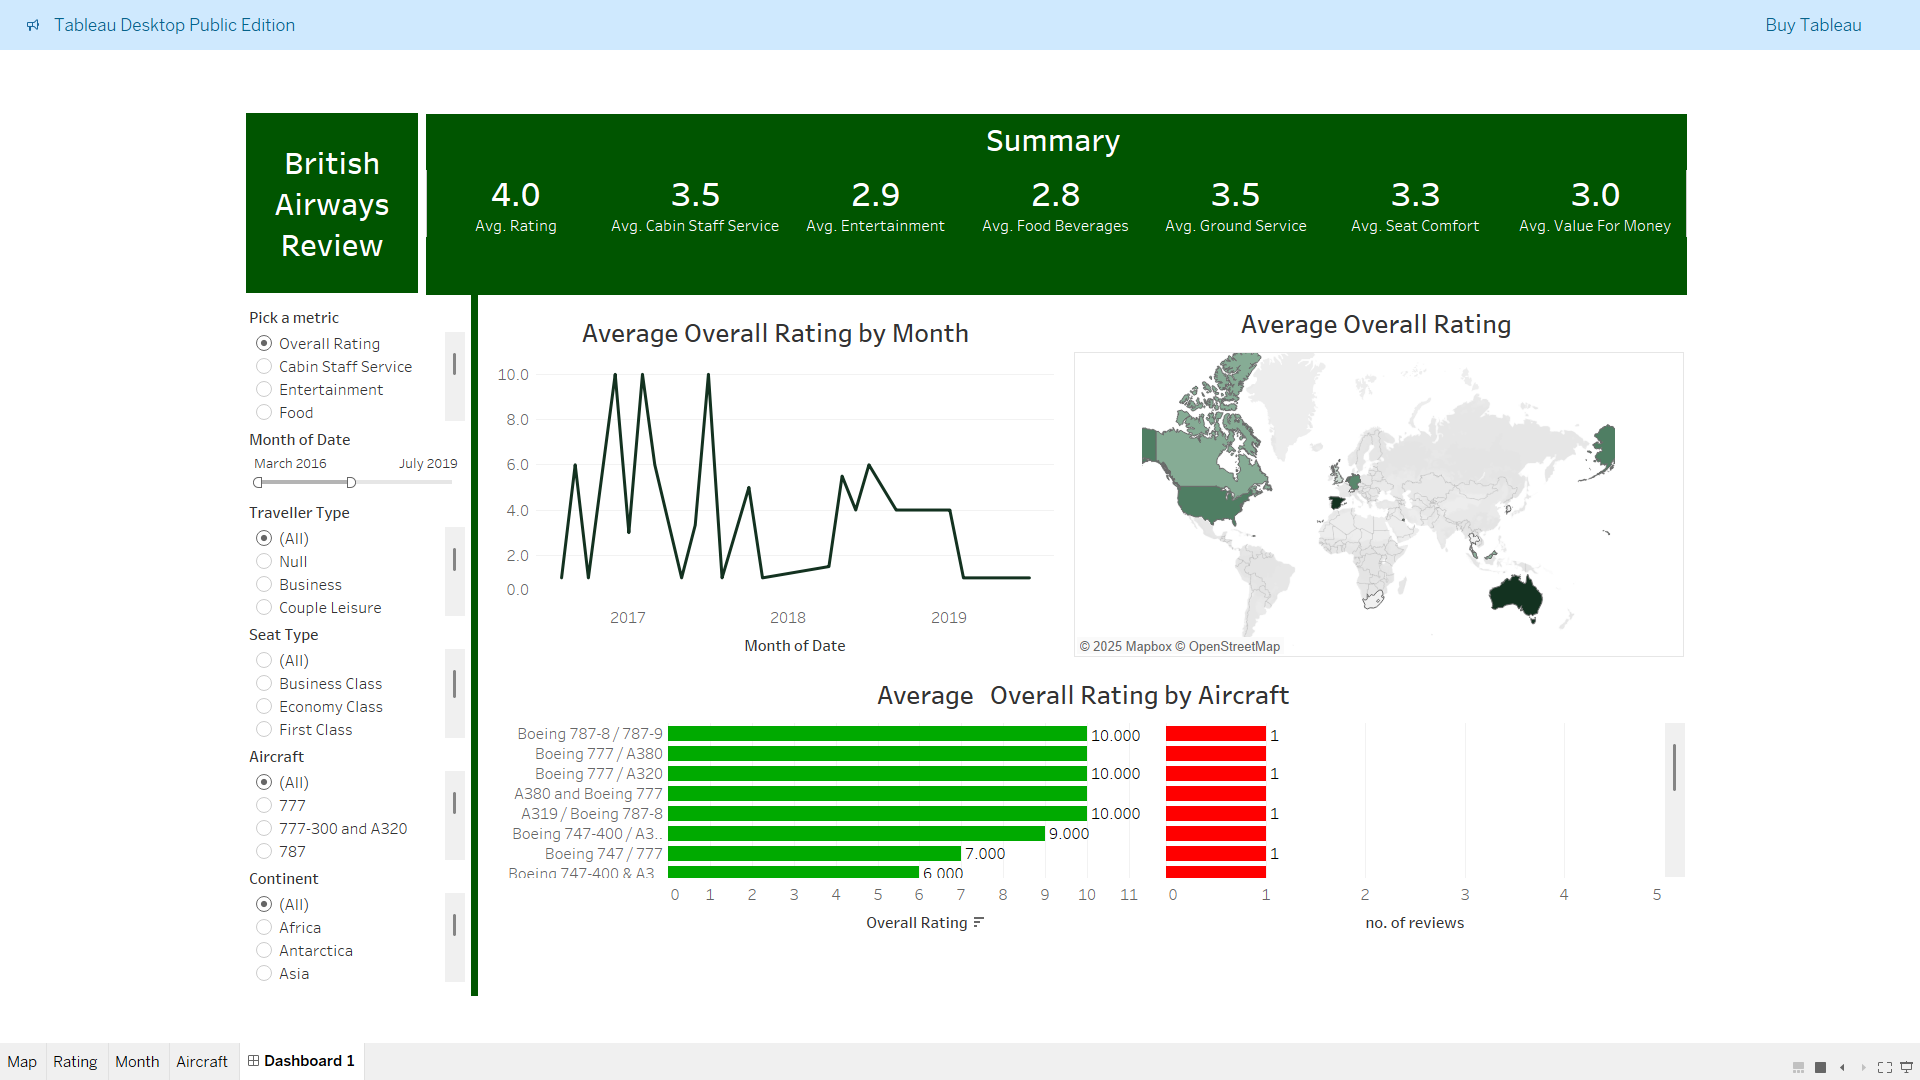 Tableau Desktop Public Edition
Buy Tableau
British
Airways
Review
Summary
4.0
Avg. Rating
3.5
Avg. Cabin Staff Service
2.9
Avg. Entertainment
2.8
Avg. Food Beverages
3.5
Avg. Ground Service
3.3
Avg. Seat Comfort
3.0
Avg. Value For Money
Pick a metric
Overall Rating
Cabin Staff Service
Entertainment
Food
Month of Date
March 2016 July 2019
Traveller Type
(All)
Null
Business
Couple Leisure
Seat Type
(All)
Business Class
Economy Class
First Class
Aircraft
(All)
777
777-300 and A320
787
Continent
(All)
Africa
Antarctica
Asia
Average Overall Rating by Month
10.0
8.0
6.0
4.0
2.0
0.0
2017 2018 2019
Month of Date
Average Overall Rating
© 2025 Mapbox © OpenStreetMap
Average Overall Rating by Aircraft
Boeing 787-8 / 787-9 10.000 1
Boeing 777 / A380
Boeing 777 / A320 10.000 1
A380 and Boeing 777
A319 / Boeing 787-8 10.000 1
Boeing 747-400 / A3.. 9.000
Boeing 747 / 777 7.000 1
Boeing 747-400 & A3 6.000
0 1 2 3 4 5 6 7 8 9 10 11 0 1 2 3 4 5
Overall Rating no. of reviews
Map Rating Month Aircraft Dashboard 1